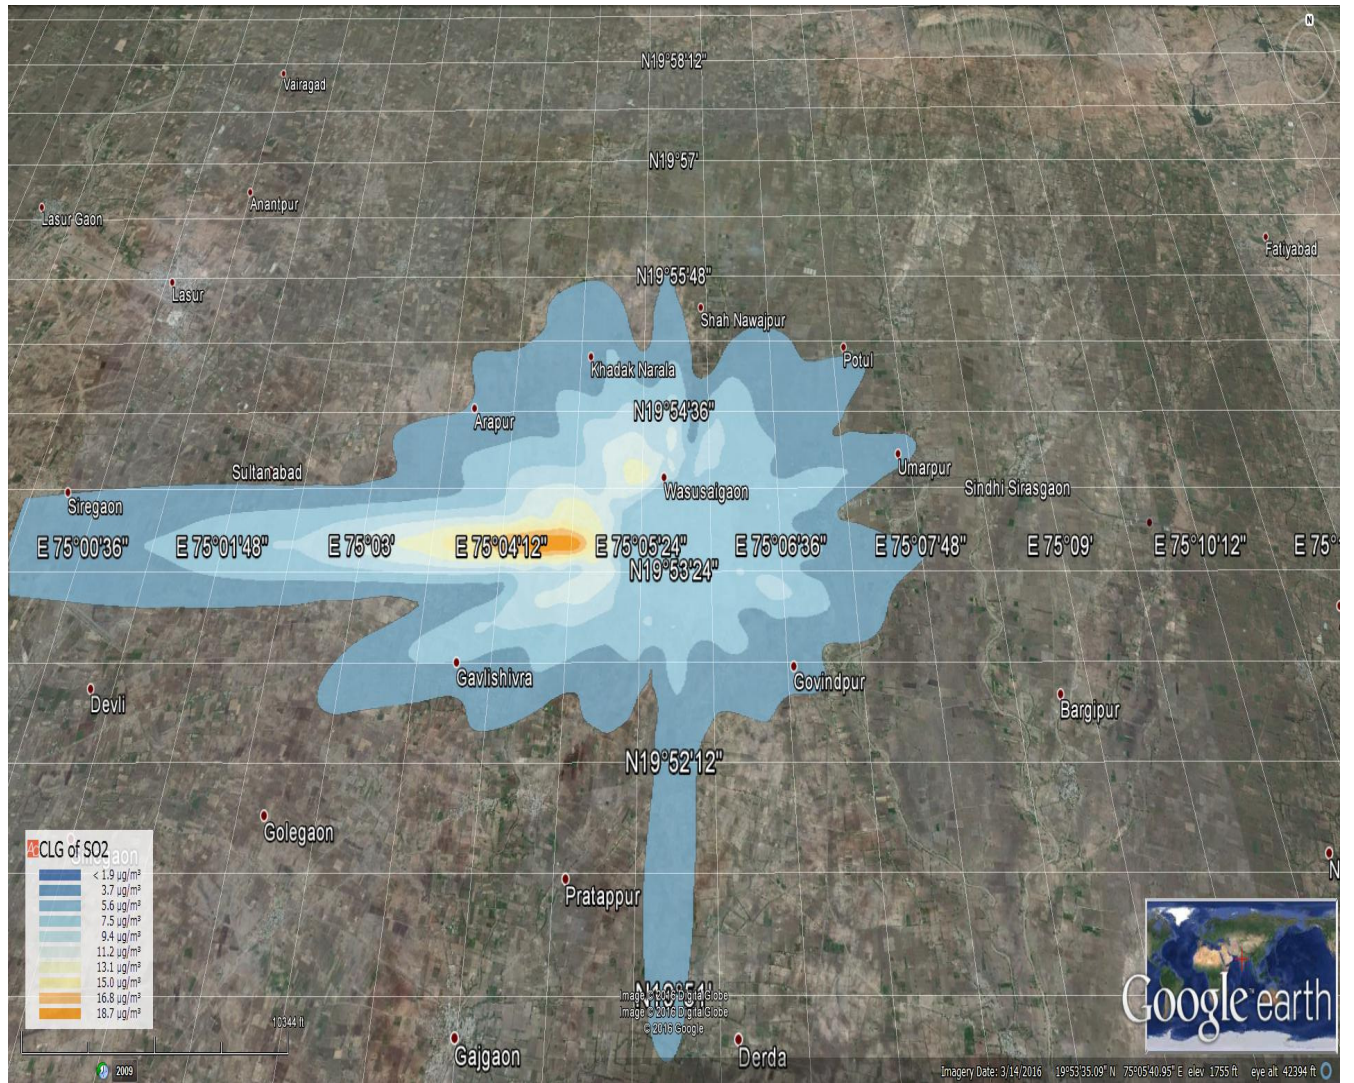 N
N19°58'12"
Vairagad
N19°57'
Anantpur
Lasur Gaon
Fatiyabad
N19°55'48"
Lasur
Shah Nawajpur
Potul
Khadak Narala
N19°54'36"
Arapur
Umarpur
Sultanabad
Wasusaigaon
Sindhi Sirasgaon
Siregaon
E 75°00'36" E 75°01'48" E 75°03' E 75°04'12" E 75°05'24" E 75°06'36" E 75°07'48" E 75°09' E 75°10'12" E 75°
N19°53'24"
Gavlishivra
Govindpur
Devli
Bargipur
N19°52'12"
Golegaon
CLG of SO2
< 1.9 µg/m³
3.7 µg/m³
5.6 µg/m³
7.5 µg/m³
9.4 µg/m³
11.2 µg/m³
13.1 µg/m³
15.0 µg/m³
16.8 µg/m³
18.7 µg/m³
Pratappur
N
N19°51'
Image © 2016 DigitalGlobe
Image © 2016 DigitalGlobe
© 2016 Google
Google earth
10344 ft
Gajgaon
Derda
2009
Imagery Date: 3/14/2016 19°53'35.09" N 75°05'40.95" E elev 1755 ft eye alt 42394 ft